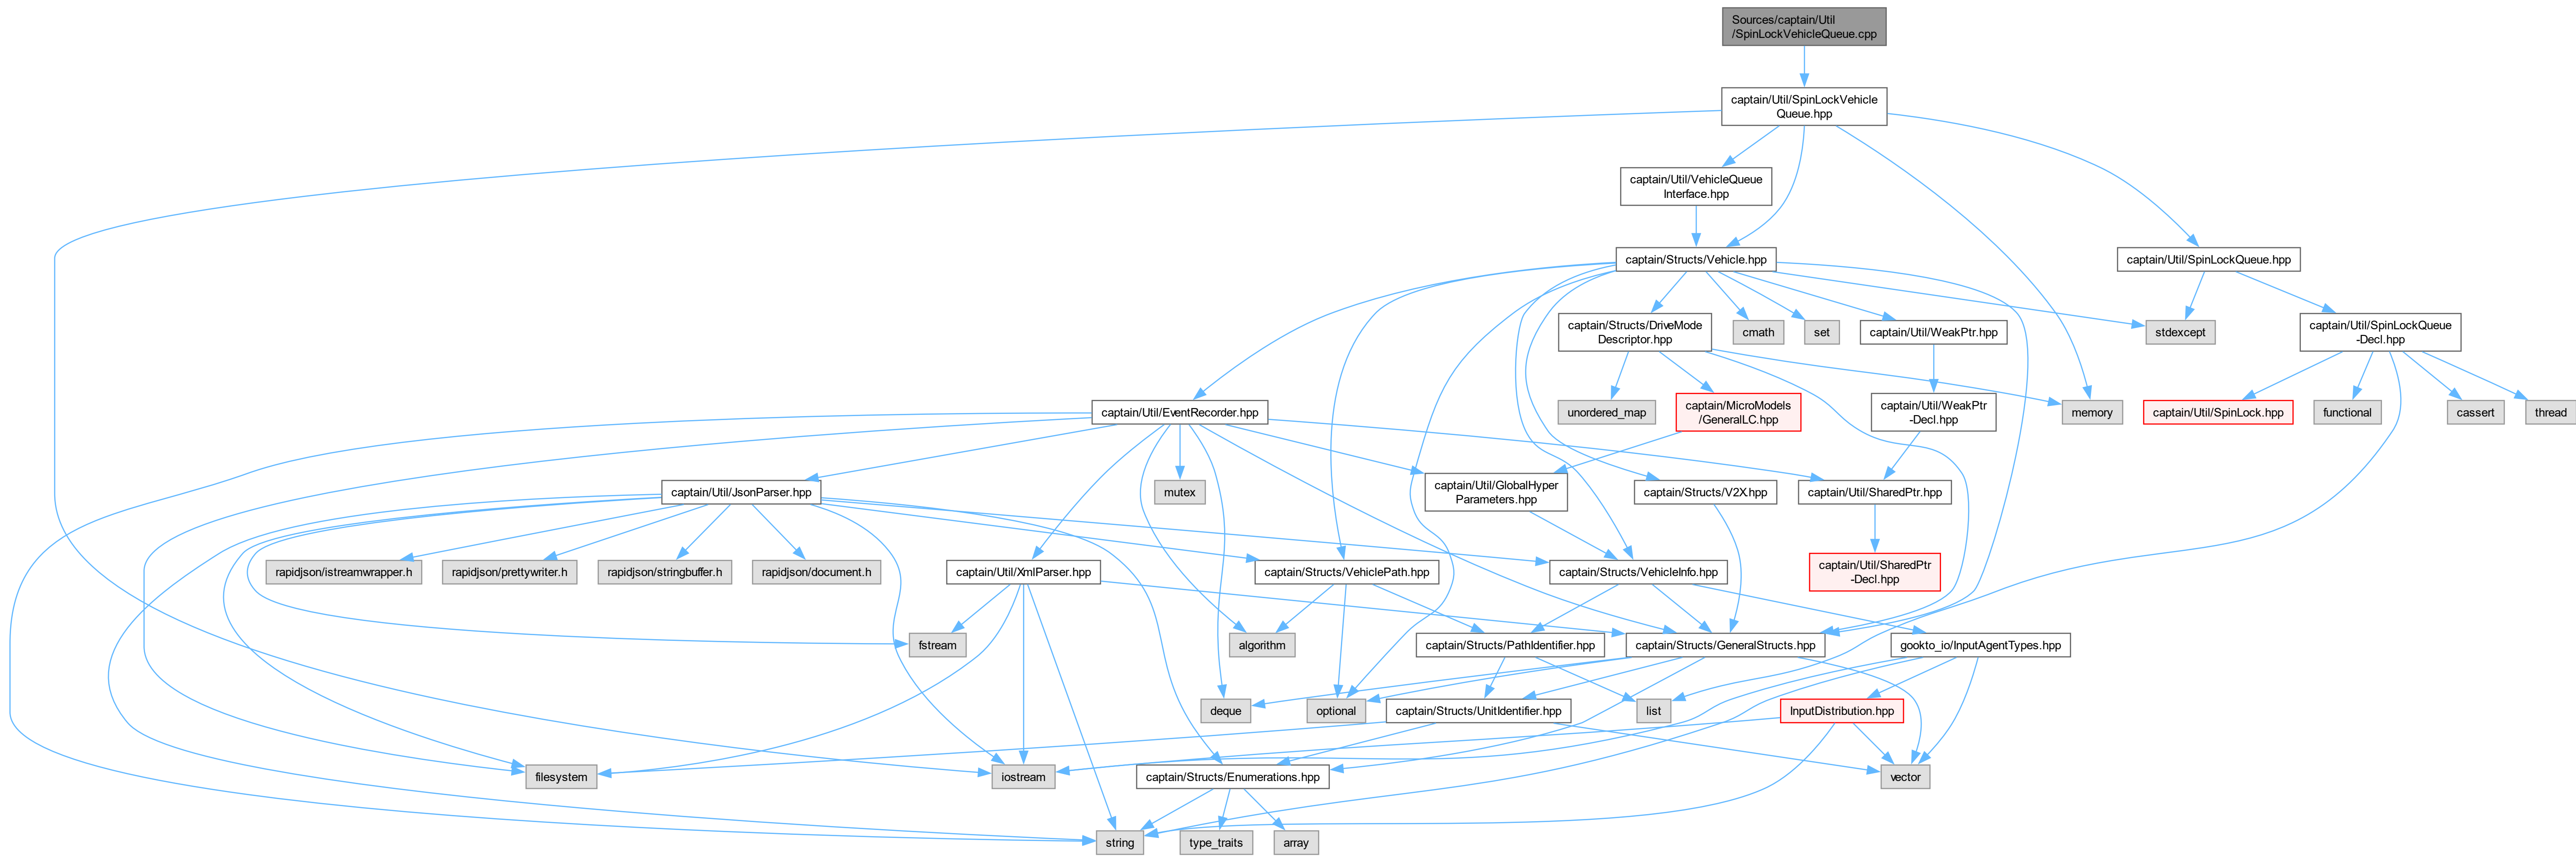 Sources/captain/Util
/SpinLockVehicleQueue.cpp
captain/Util/SpinLockVehicle
Queue.hpp
captain/Util/VehicleQueue
Interface.hpp
captain/Structs/Vehicle.hpp
captain/Util/SpinLockQueue.hpp
captain/Structs/DriveMode
Descriptor.hpp
cmath
set
captain/Util/WeakPtr.hpp
stdexcept
captain/Util/SpinLockQueue
-Decl.hpp
captain/Util/EventRecorder.hpp
unordered_map
captain/MicroModels
/GeneralLC.hpp
captain/Util/WeakPtr
-Decl.hpp
memory
captain/Util/SpinLock.hpp
functional
cassert
thread
captain/Util/JsonParser.hpp
mutex
captain/Util/GlobalHyper
Parameters.hpp
captain/Structs/V2X.hpp
captain/Util/SharedPtr.hpp
rapidjson/istreamwrapper.h
rapidjson/prettywriter.h
rapidjson/stringbuffer.h
rapidjson/document.h
captain/Util/XmlParser.hpp
captain/Structs/VehiclePath.hpp
captain/Structs/VehicleInfo.hpp
captain/Util/SharedPtr
-Decl.hpp
fstream
algorithm
captain/Structs/PathIdentifier.hpp
captain/Structs/GeneralStructs.hpp
gookto_io/InputAgentTypes.hpp
deque
optional
captain/Structs/UnitIdentifier.hpp
list
InputDistribution.hpp
filesystem
iostream
captain/Structs/Enumerations.hpp
vector
string
type_traits
array